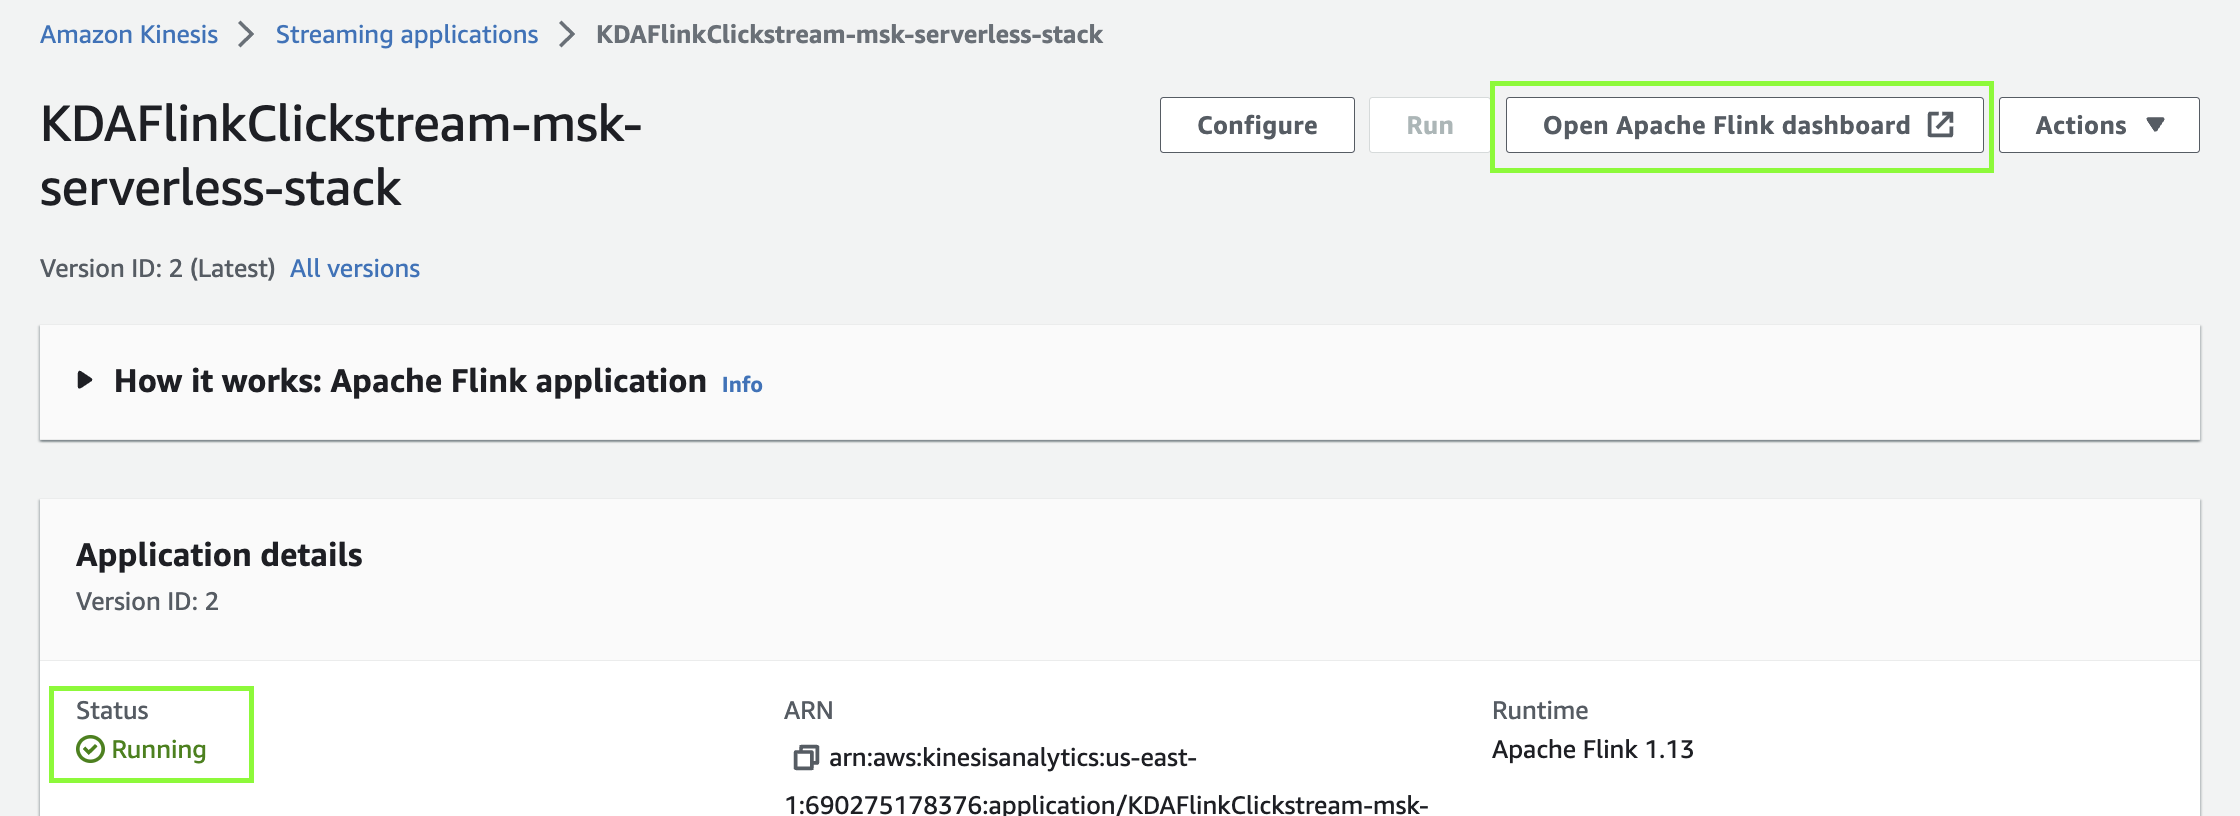 Amazon Kinesis > Streaming applications > KDAFlinkClickstream-msk-serverless-stack
KDAFlinkClickstream-msk-
serverless-stack
Configure
Run
Open Apache Flink dashboard
Actions
Version ID: 2 (Latest) All versions
How it works: Apache Flink application Info
Application details
Version ID: 2
Status
Running
ARN
arn:aws:kinesisanalytics:us-east-
1:690275178376:application/KDAFlinkClickstream-msk-
Runtime
Apache Flink 1.13